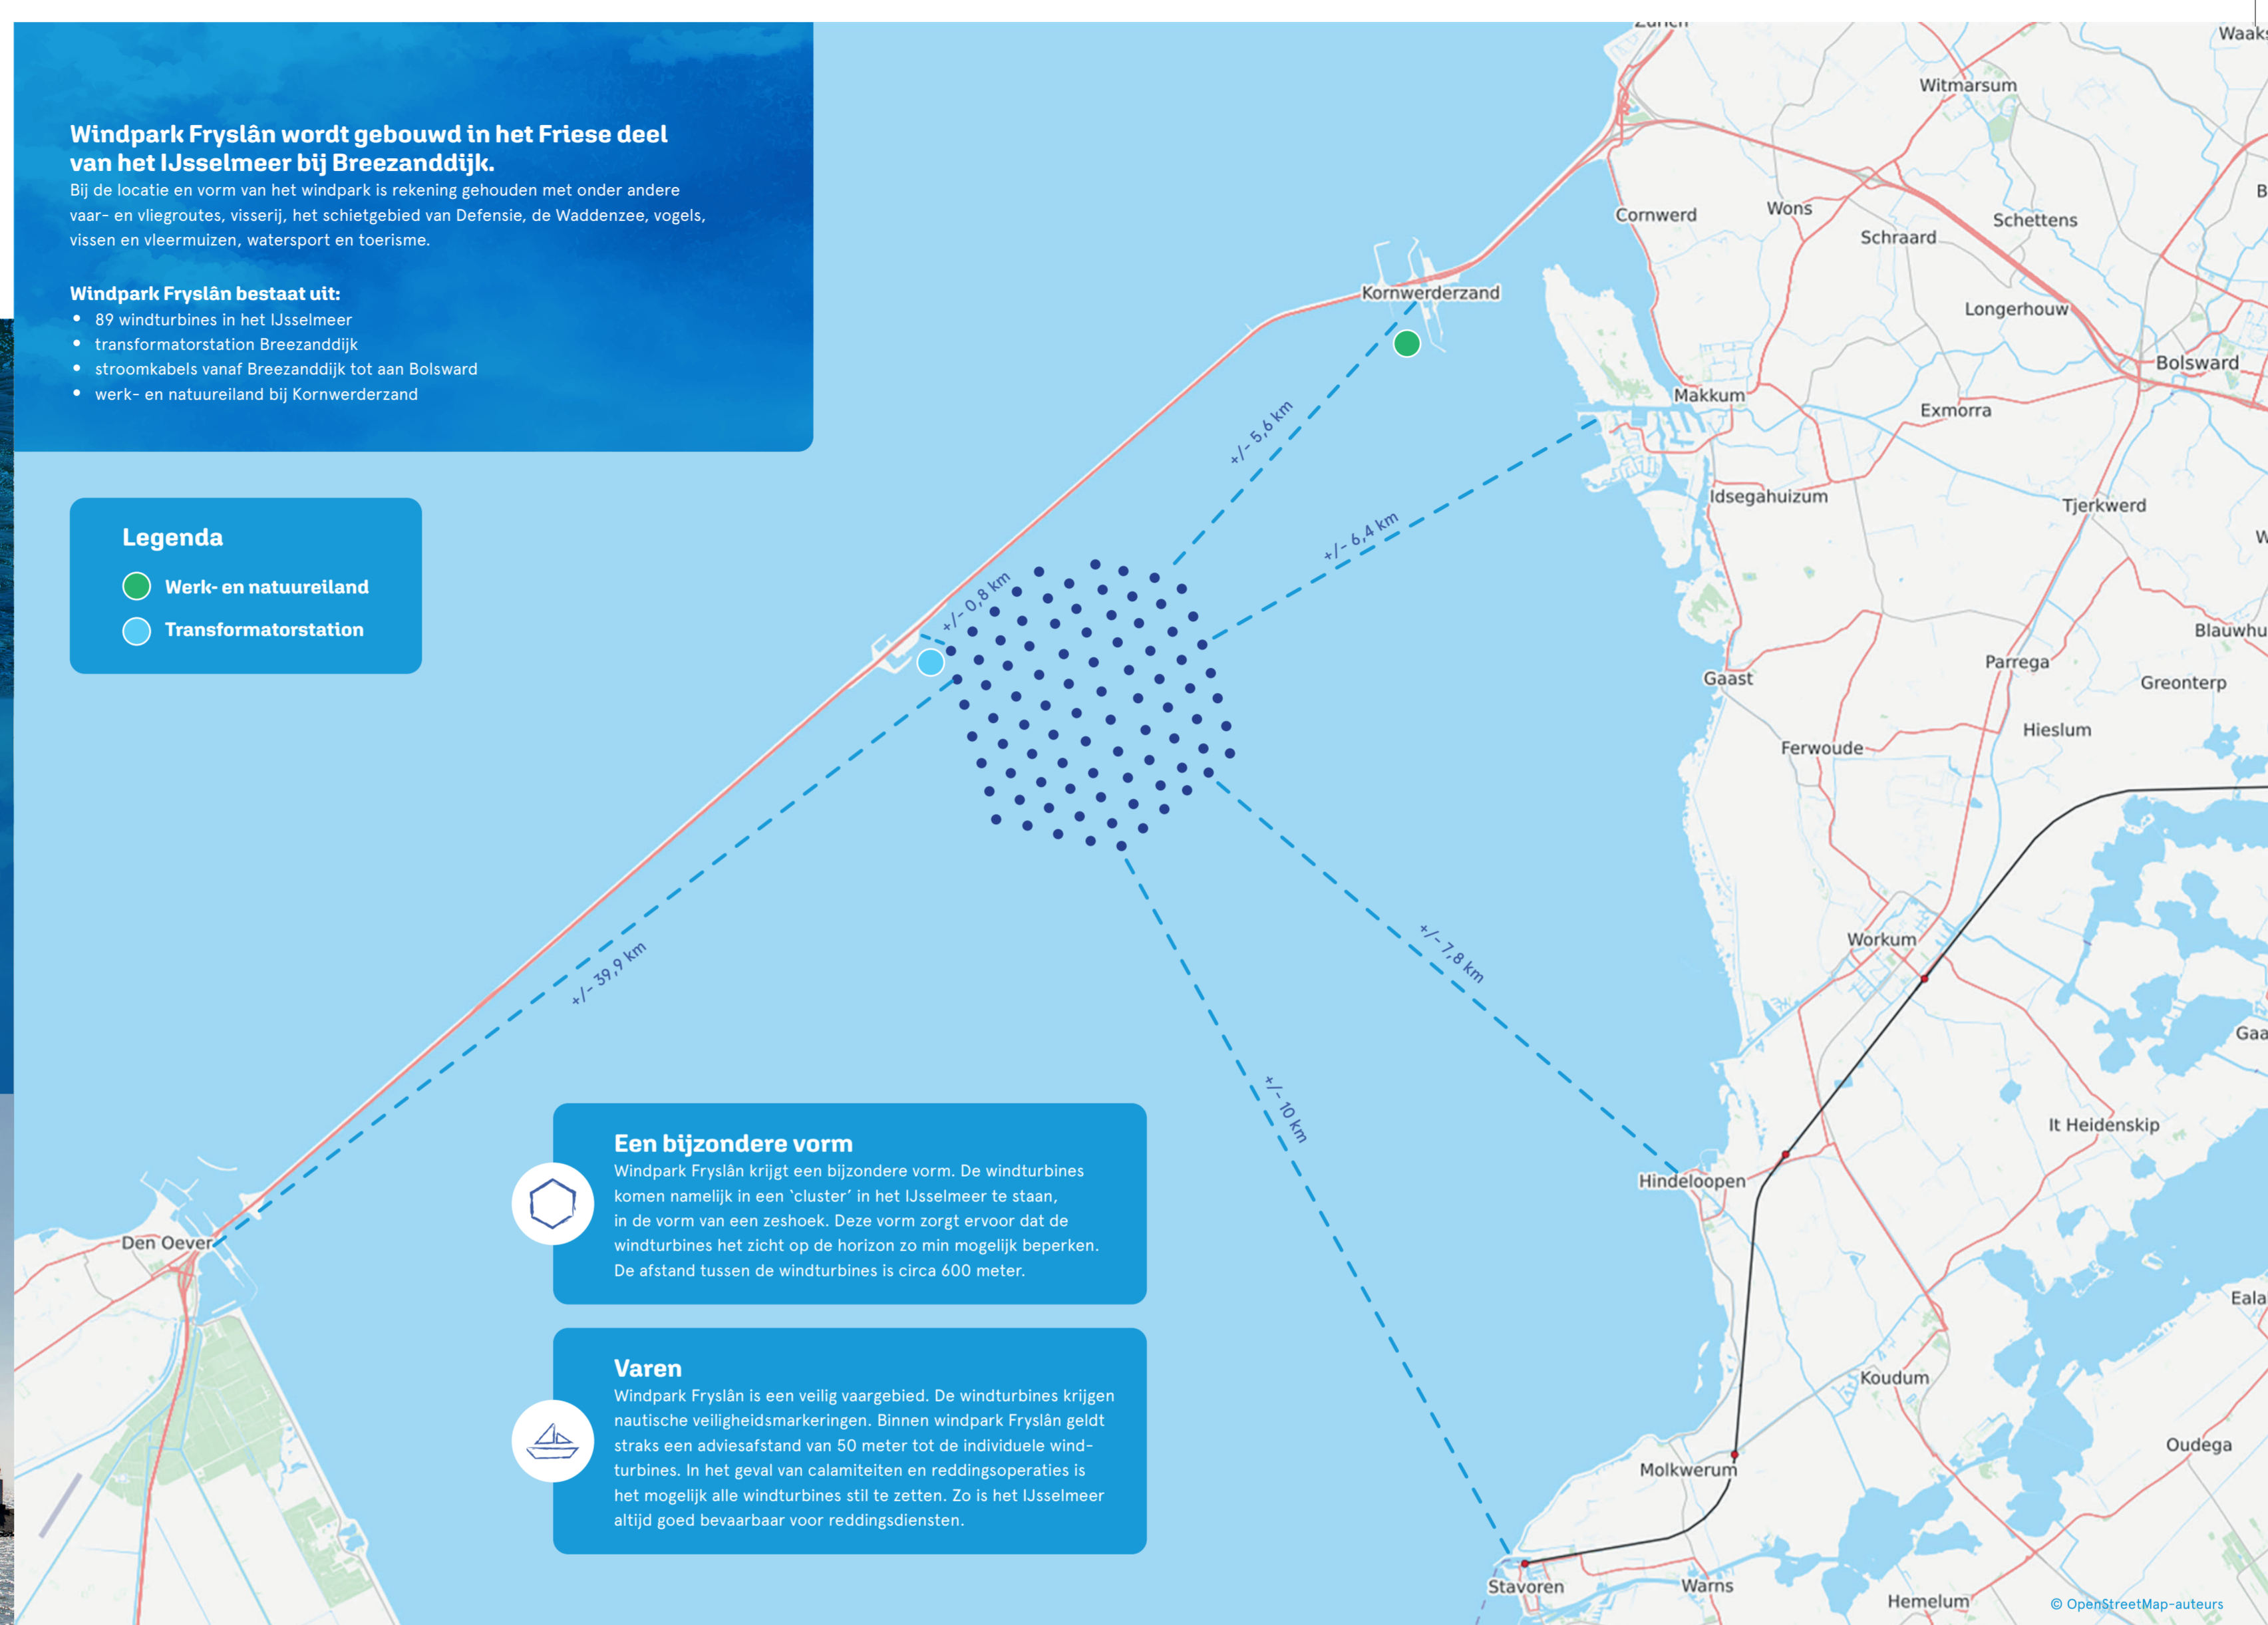 Windpark Fryslân wordt gebouwd in het Friese deel
van het IJsselmeer bij Breezanddijk.
Bij de locatie en vorm van het windpark is rekening gehouden met onder andere
vaar- en vliegroutes, visserij, het schietgebied van Defensie, de Waddenzee, vogels,
vissen en vleermuizen, watersport en toerisme.
Windpark Fryslân bestaat uit:
• 89 windturbines in het IJsselmeer
• transformatorstation Breezanddijk
• stroomkabels vanaf Breezanddijk tot aan Bolsward
• werk- en natuureiland bij Kornwerderzand
Legenda
Werk- en natuureiland
Transformatorstation
Witmarsum
Cornwerd
Wons
Schettens
Schraard
Kornwerderzand
Longerhouw
Bolsward
Makkum
Exmorra
+/- 5,6 km
Idsegahuizum
Tjerkwerd
+/- 6,4 km
+/- 0,8 km
Blauwhu
Parrega
Gaast
Greonterp
Hieslum
Ferwoude
Workum
+/- 7,8 km
+/- 39,9 km
Gaa
+/- 10 km
It Heidenskip
Hindeloopen
Den Oever
Eala
Koudum
Oudega
Molkwerum
Stavoren
Warns
Hemelum
Een bijzondere vorm
Windpark Fryslân krijgt een bijzondere vorm. De windturbines
komen namelijk in een ‘cluster’ in het IJsselmeer te staan,
in de vorm van een zeshoek. Deze vorm zorgt ervoor dat de
windturbines het zicht op de horizon zo min mogelijk beperken.
De afstand tussen de windturbines is circa 600 meter.
Varen
Windpark Fryslân is een veilig vaargebied. De windturbines krijgen
nautische veiligheidsmarkeringen. Binnen windpark Fryslân geldt
straks een adviesafstand van 50 meter tot de individuele wind-
turbines. In het geval van calamiteiten en reddingsoperaties is
het mogelijk alle windturbines stil te zetten. Zo is het IJsselmeer
altijd goed bevaarbaar voor reddingsdiensten.
© OpenStreetMap-auteurs